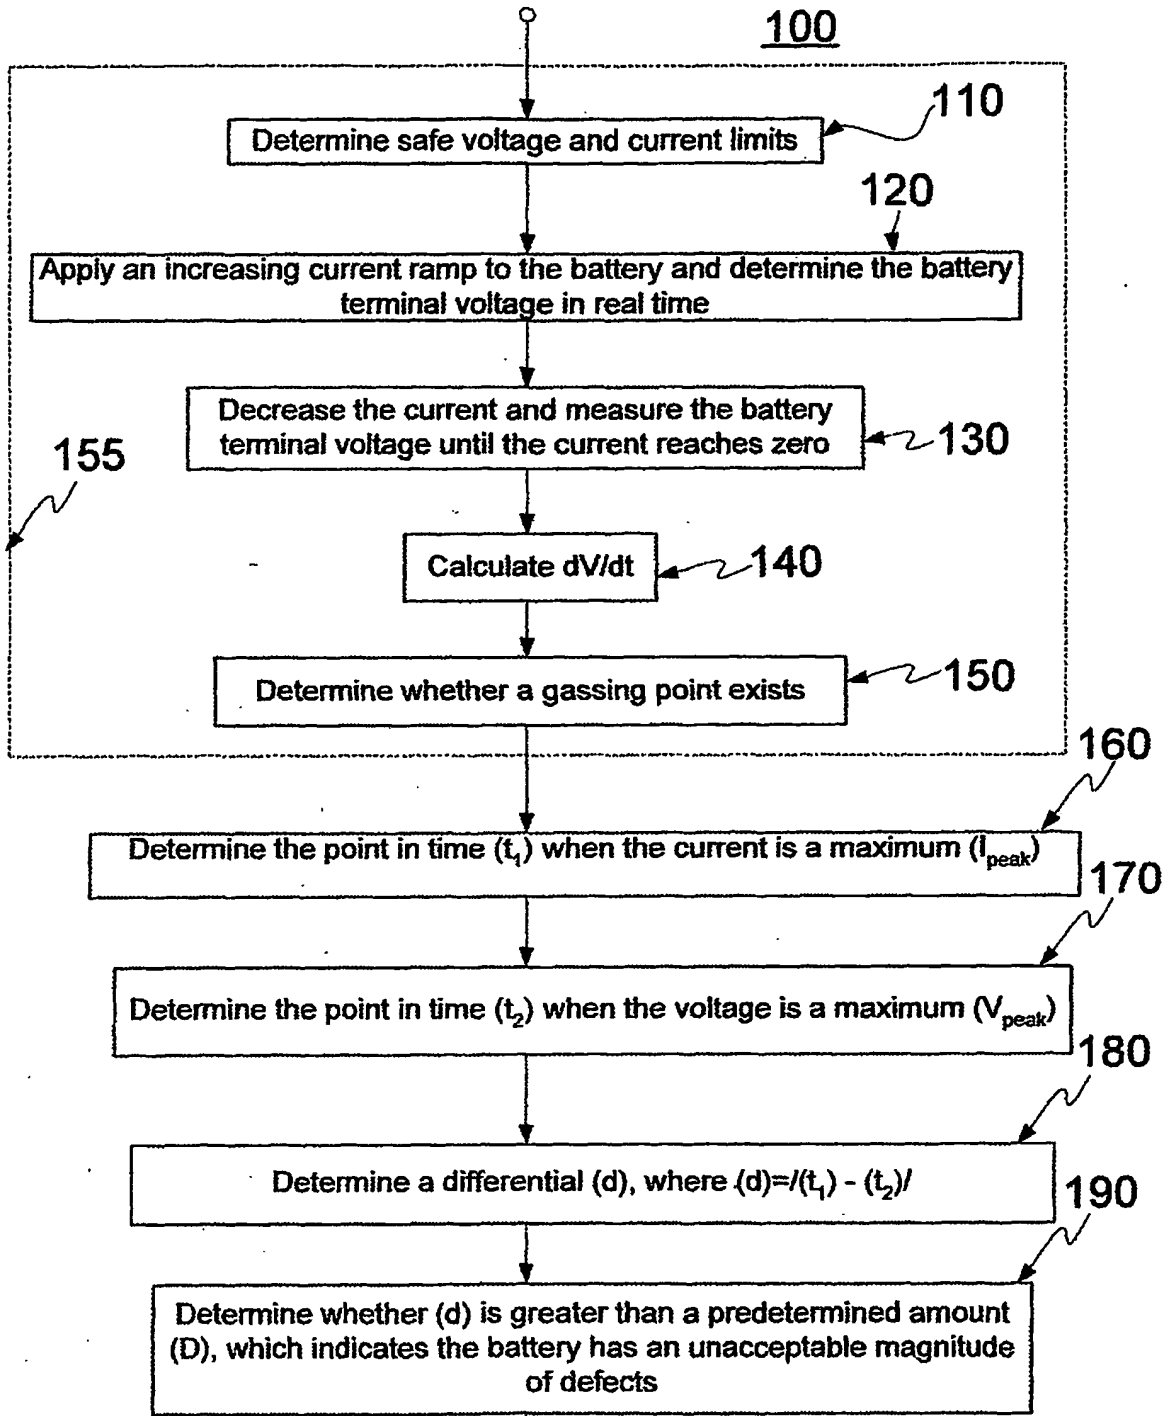 100
110
Determine safe voltage and current limits
120
Apply an increasing current ramp to the battery and determine the battery
terminal voltage in real time
Decrease the current and measure the battery
terminal voltage until the current reaches zero
130
155
Calculate dV/dt
140
Determine whether a gassing point exists
150
160
Determine the point in time (t₁) when the current is a maximum (Ipeak)
170
Determine the point in time (t₂) when the voltage is a maximum (Vpeak)
180
Determine a differential (d), where (d)=/(t₁) - (t₂)/
190
Determine whether (d) is greater than a predetermined amount
(D), which indicates the battery has an unacceptable magnitude
of defects